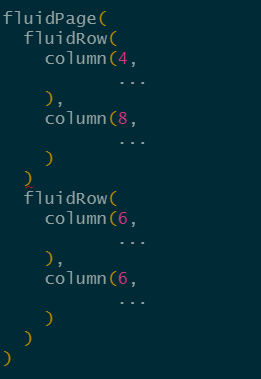 fluidPage(
  fluidRow(
    column(4,
           ...
    ),
    column(8,
           ...
    )
  )
  fluidRow(
    column(6,
           ...
    ),
    column(6,
           ...
    )
  )
)